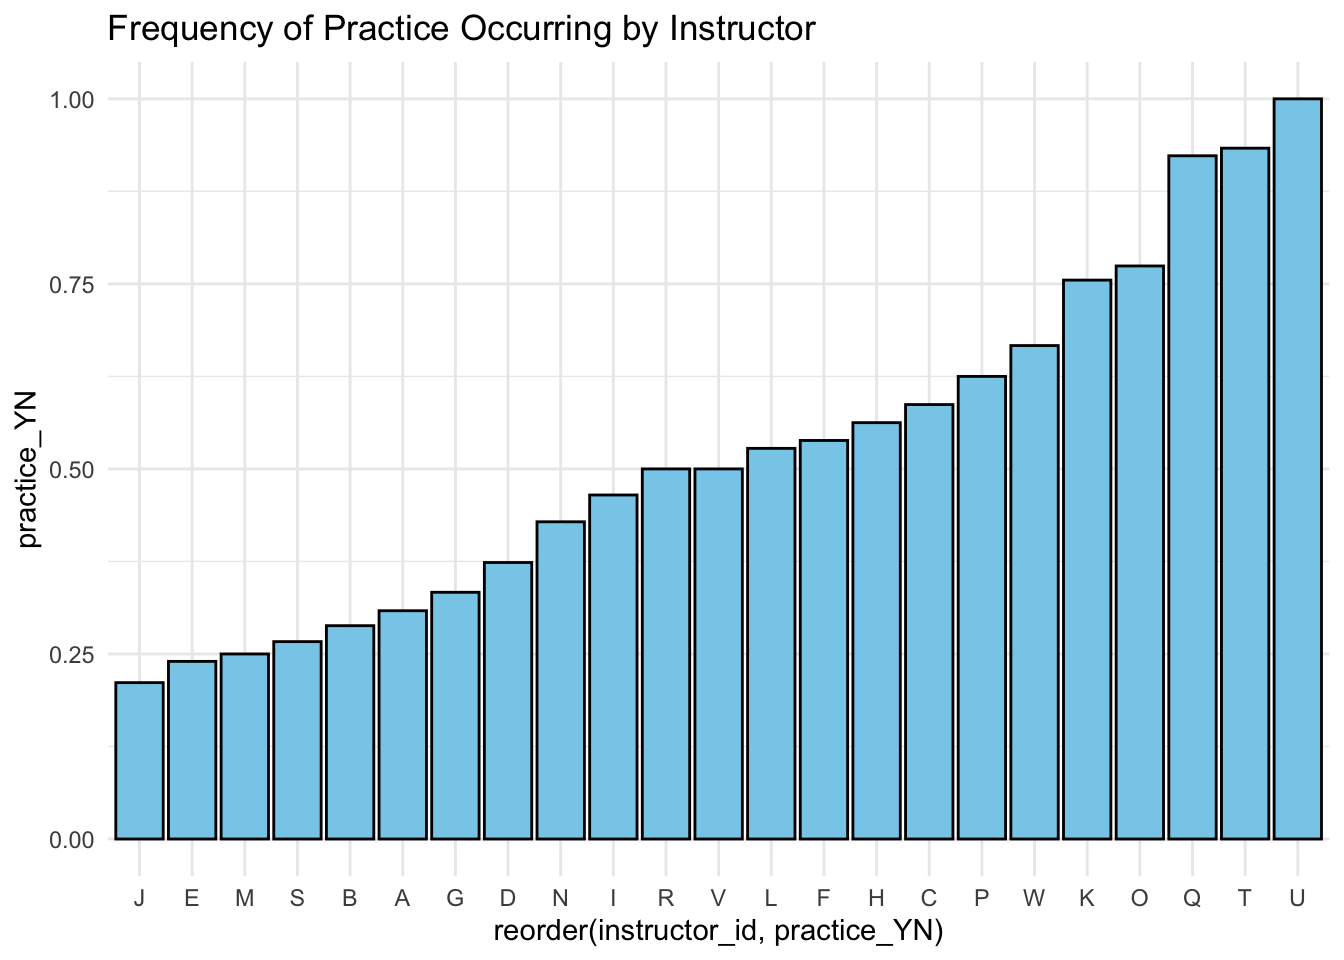 Frequency of Practice Occurring by Instructor
1.00
0.75
0.50
0.25
0.00
practice_YN
J E M S B A G D N I R V L F H C P W K O Q T U
reorder(instructor_id, practice_YN)